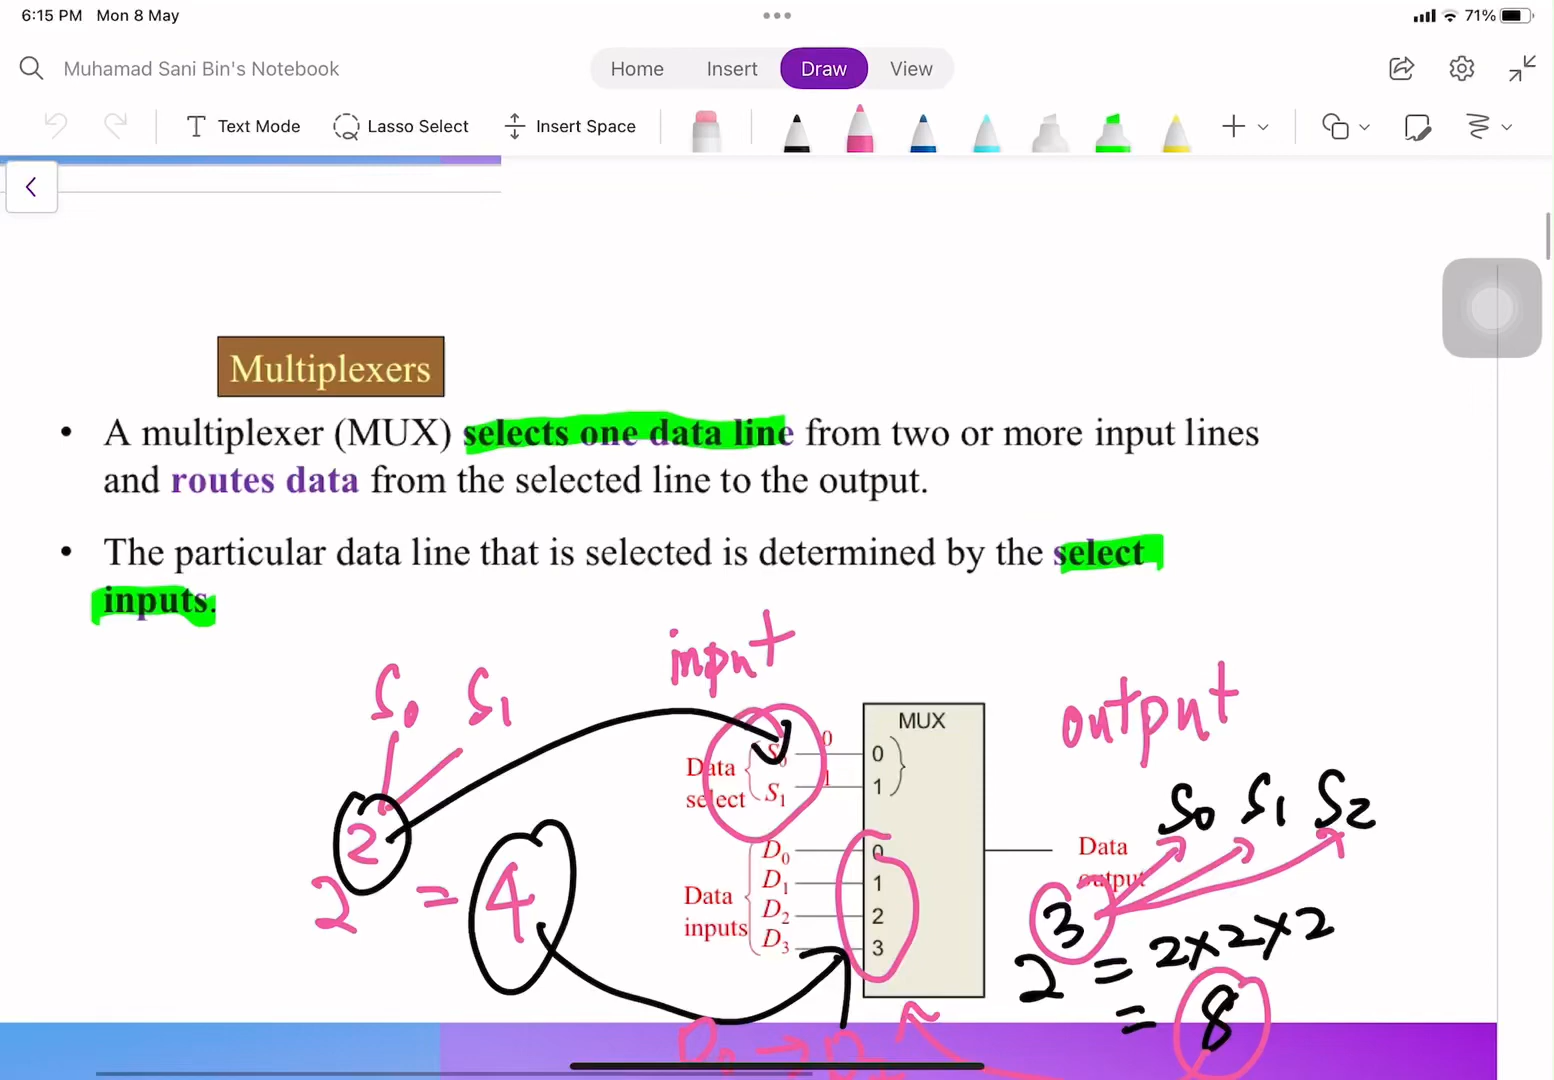 6:15 PM Mon 8 May
71%
Muhamad Sani Bin's Notebook
Home Insert Draw View
Text Mode Lasso Select Insert Space
Multiplexers
• A multiplexer (MUX) selects one data line from two or more input lines
and routes data from the selected line to the output.
• The particular data line that is selected is determined by the select
inputs.
input
S0 S1
output
MUX
Data
select
S0
S1
0
1
0
1
S0 S1 S2
Data
inputs
D0
D1
D2
D3
0
1
2
3
Data
output
2^2 = 4
2^3 = 2x2x2
= 8
D0 →